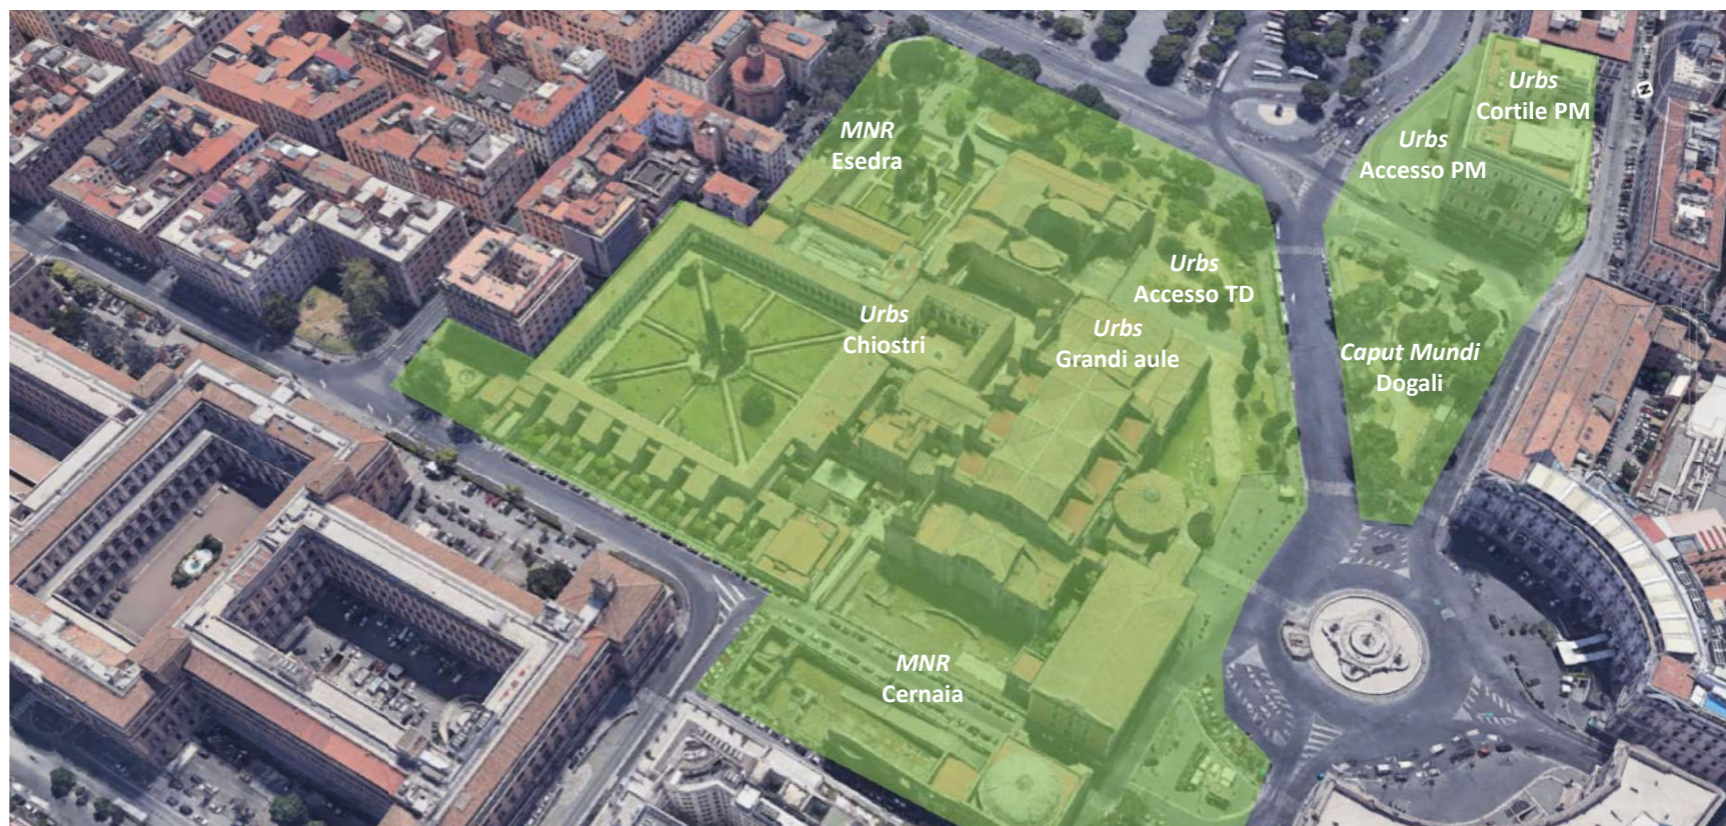 Urbs
Cortile PM
MNR
Esedra
Urbs
Accesso PM
Urbs
Accesso TD
Urbs
Chiostri
Urbs
Grandi aule
Caput Mundi
Dogali
MNR
Cernaia
N